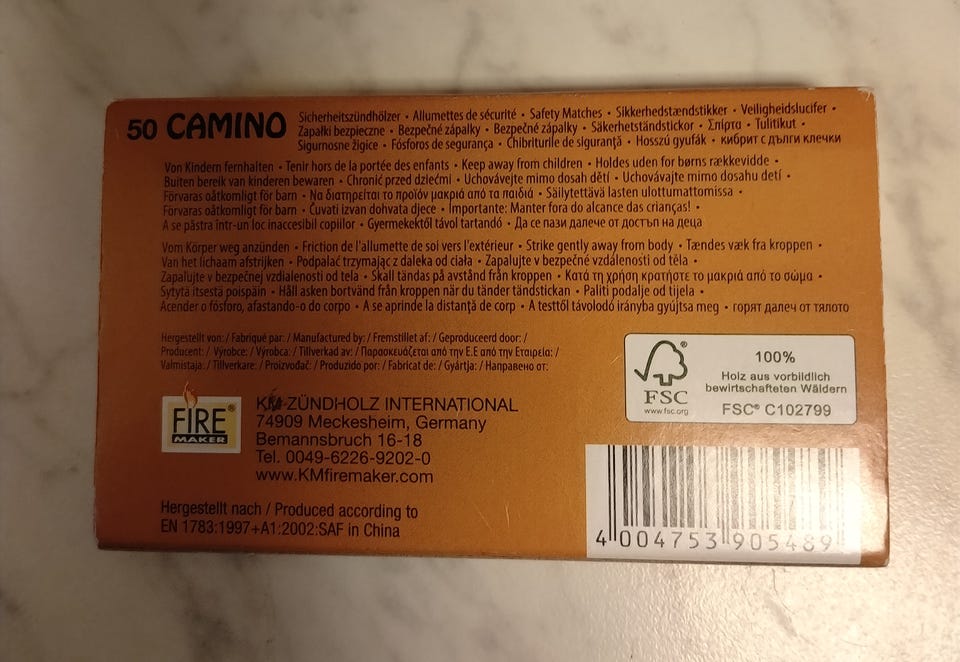 50 CAMINO
Sicherheitszündhölzer • Allumettes de sécurité • Safety Matches • Sikkerhedstændstikker • Veiligheidslucifer •
Zapałki bezpieczne • Bezpečné zápalky • Bezpečné zápalky • Säkerhetständstickor • Σπίρτα • Tulitikut •
Sigurnosne žigice • Fósforos de segurança • Chibriturile de siguranţă • Hosszú gyufák • кибрит с дълги клечки
Von Kindern fernhalten • Tenir hors de la portée des enfants • Keep away from children • Holdes uden for børns rækkevidde •
Buiten bereik van kinderen bewaren • Chronić przed dziećmi • Uchovávejte mimo dosah dětí • Uchovávajte mimo dosahu detí •
Förvaras oåtkomligt för barn • Να διατηρείται το προϊόν μακριά από τα παιδιά • Säilytettävä lasten ulottumattomissa •
Förvaras oåtkomligt för barn • Čuvati izvan dohvata djece • Importante: Manter fora do alcance das crianças! •
A se păstra într-un loc inaccesibil copiilor • Gyermekektől távol tartandó • Да се пази далече от достъп на деца
Vom Körper weg anzünden • Friction de l'allumette de soi vers l'extérieur • Strike gently away from body • Tændes væk fra kroppen •
Van het lichaam afstrijken • Podpalać trzymając z daleka od ciała • Zapalujte v bezpečné vzdálenosti od těla •
Zapalujte v bezpečnej vzdialenosti od tela • Skall tändas på avstånd från kroppen • Κατά τη χρήση κρατήστε το μακριά από το σώμα •
Sytytä itsestä poispäin • Håll asken bortvänd från kroppen när du tänder tändstickan • Paliti podalje od tijela •
Acender o fósforo, afastando-o do corpo • A se aprinde la distanţă de corp • A testtől távolodó irányba gyújtsa meg • горят далеч от тялото
Hergestellt von: / Fabriqué par: / Manufactured by: / Fremstillet af: / Geproduceerd door: /
Producent: / Výrobce: / Výrobca: / Tillverkad av: / Παρασκευάζεται από την Ε.Ε από την Εταιρεία: /
Valmistaja: / Tillverkare: / Proizvođač: / Produzido por: / Fabricat de: / Gyártja: / Направено от:
FIRE®
MAKER
KM-ZÜNDHOLZ INTERNATIONAL
74909 Meckesheim, Germany
Bemannsbruch 16-18
Tel. 0049-6226-9202-0
www.KMfiremaker.com
Hergestellt nach / Produced according to
EN 1783:1997+A1:2002:SAF in China
®
FSC
www.fsc.org
100%
Holz aus vorbildlich
bewirtschafteten Wäldern
FSC® C102799
4 004753 905489